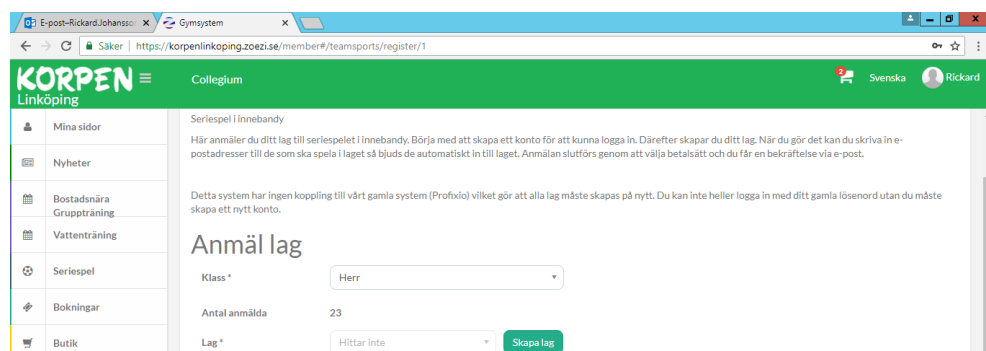 E-post–Rickard.Johansso
Gymsystem
Säker
https://korpenlinkoping.zoezi.se/member#/teamsports/register/1
KORPEN
Linköping
Collegium
2
Svenska
Rickard
Mina sidor
Nyheter
Bostadsnära
Gruppträning
Vattenträning
Seriespel
Bokningar
Butik
Seriespel i innebandy
Här anmäler du ditt lag till seriespelet i innebandy. Börja med att skapa ett konto för att kunna logga in. Därefter skapar du ditt lag. När du gör det kan du skriva in e-
postadresser till de som ska spela i laget så bjuds de automatiskt in till laget. Anmälan slutförs genom att välja betalsätt och du får en bekräftelse via e-post.
Detta system har ingen koppling till vårt gamla system (Profixio) vilket gör att alla lag måste skapas på nytt. Du kan inte heller logga in med ditt gamla lösenord utan du måste
skapa ett nytt konto.
Anmäl lag
Klass *
Herr
Antal anmälda
23
Lag *
Hittar inte
Skapa lag